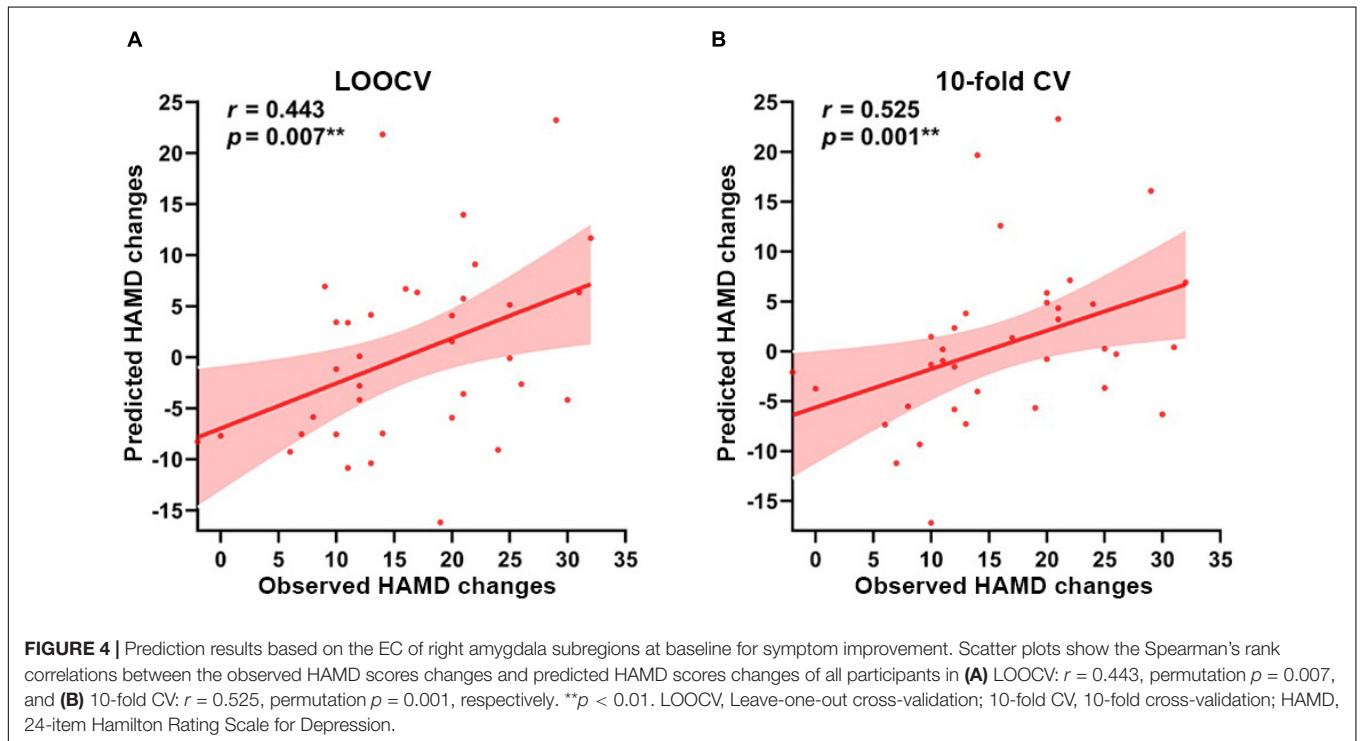 A
LOOCV
r = 0.443
p = 0.007**
25
20
15
10
5
0
-5
-10
-15
Predicted HAMD changes
0 5 10 15 20 25 30 35
Observed HAMD changes
B
10-fold CV
r = 0.525
p = 0.001**
25
20
15
10
5
0
-5
-10
-15
Predicted HAMD changes
0 5 10 15 20 25 30 35
Observed HAMD changes
FIGURE 4 | Prediction results based on the EC of right amygdala subregions at baseline for symptom improvement. Scatter plots show the Spearman's rank
correlations between the observed HAMD scores changes and predicted HAMD scores changes of all participants in (A) LOOCV: r = 0.443, permutation p = 0.007,
and (B) 10-fold CV: r = 0.525, permutation p = 0.001, respectively. **p < 0.01. LOOCV, Leave-one-out cross-validation; 10-fold CV, 10-fold cross-validation; HAMD,
24-item Hamilton Rating Scale for Depression.